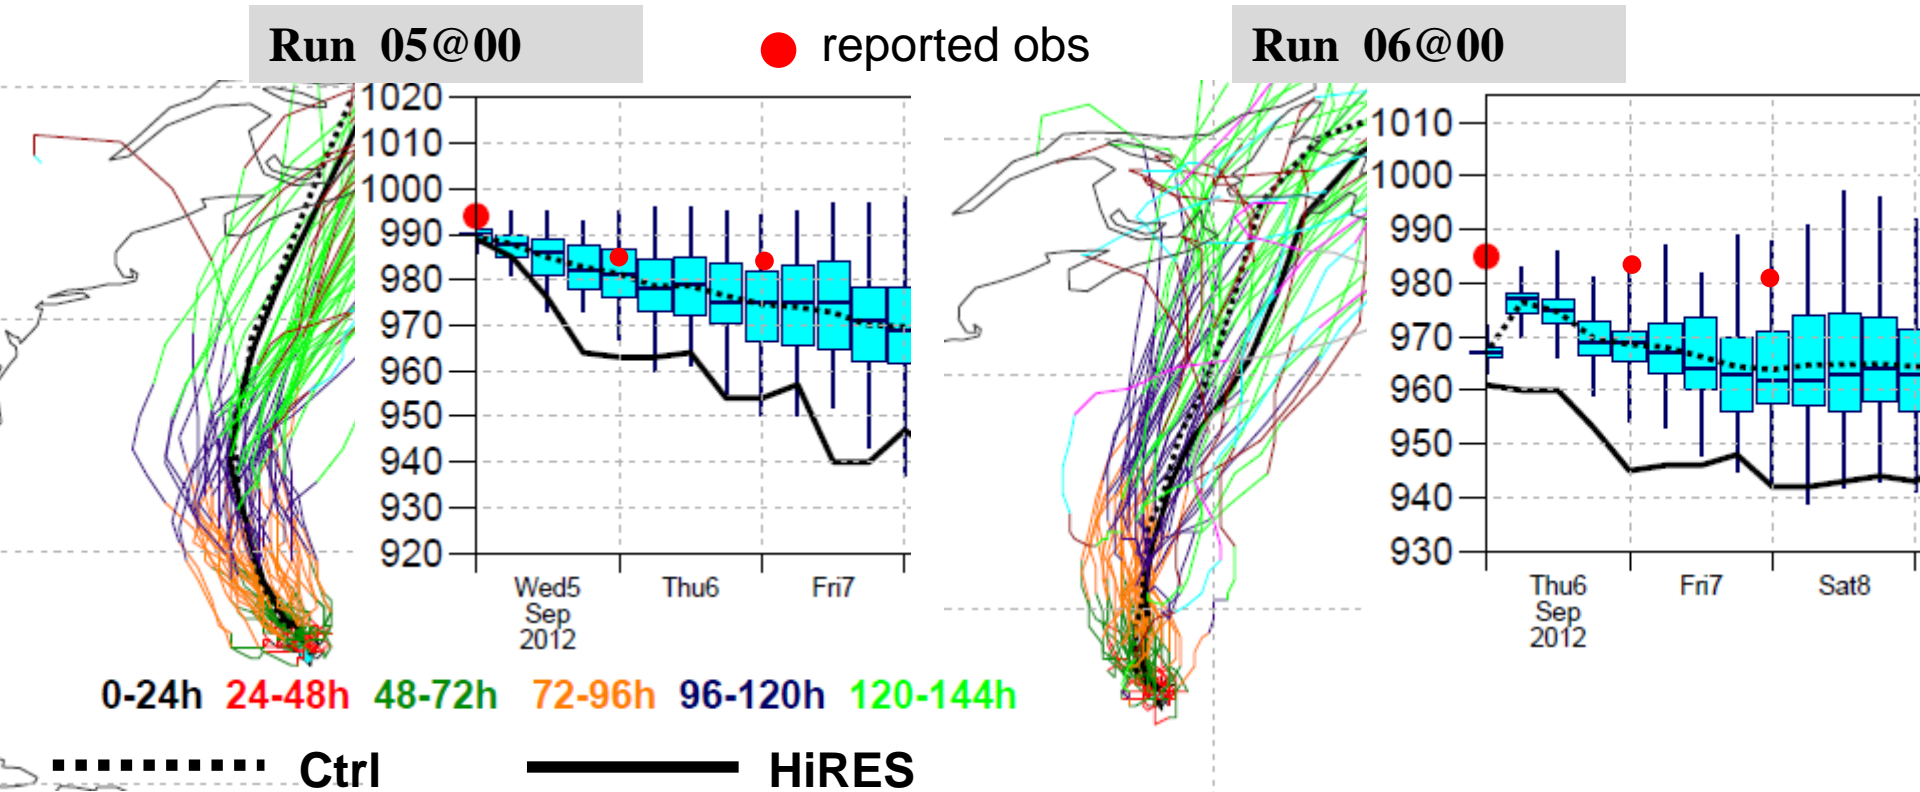 Run 05@00
reported obs
Run 06@00
1020
1010
1000
990
980
970
960
950
940
930
920
Wed5
Sep
2012
Thu6
Fri7
1010
1000
990
980
970
960
950
940
930
Thu6
Sep
2012
Fri7
Sat8
0-24h 24-48h 48-72h 72-96h 96-120h 120-144h
Ctrl
HiRES